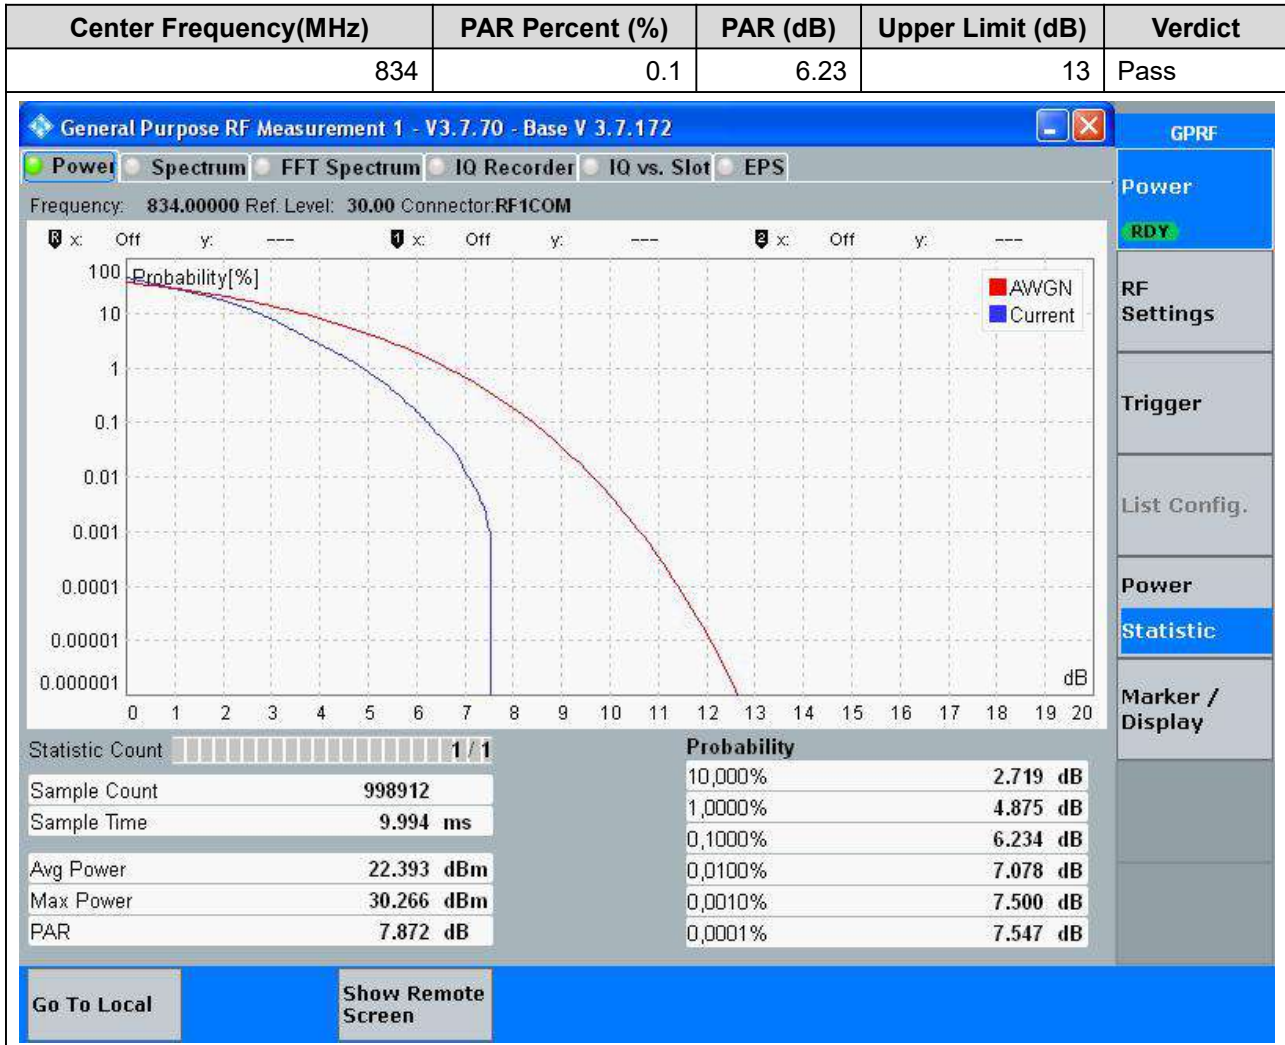 Center Frequency(MHz) PAR Percent (%) PAR (dB) Upper Limit (dB) Verdict
834 0.1 6.23 13 Pass
General Purpose RF Measurement 1 - V3.7.70 - Base V 3.7.172
GPRF
Power Spectrum FFT Spectrum IQ Recorder IQ vs. Slot EPS
Frequency: 834.00000 Ref. Level: 30.00 Connector:RF1COM
R x: Off y: --- 1 x: Off y: --- 2 x: Off y: ---
Probability[%]
AWGN
Current
100
10
1
0.1
0.01
0.001
0.0001
0.00001
0.000001
dB
0 1 2 3 4 5 6 7 8 9 10 11 12 13 14 15 16 17 18 19 20
Statistic Count 1 / 1
Sample Count 998912
Sample Time 9.994 ms
Avg Power 22.393 dBm
Max Power 30.266 dBm
PAR 7.872 dB
Probability
10,000% 2.719 dB
1,0000% 4.875 dB
0,1000% 6.234 dB
0,0100% 7.078 dB
0,0010% 7.500 dB
0,0001% 7.547 dB
Power
RDY
RF
Settings
Trigger
List Config.
Power
Statistic
Marker /
Display
Go To Local
Show Remote
Screen